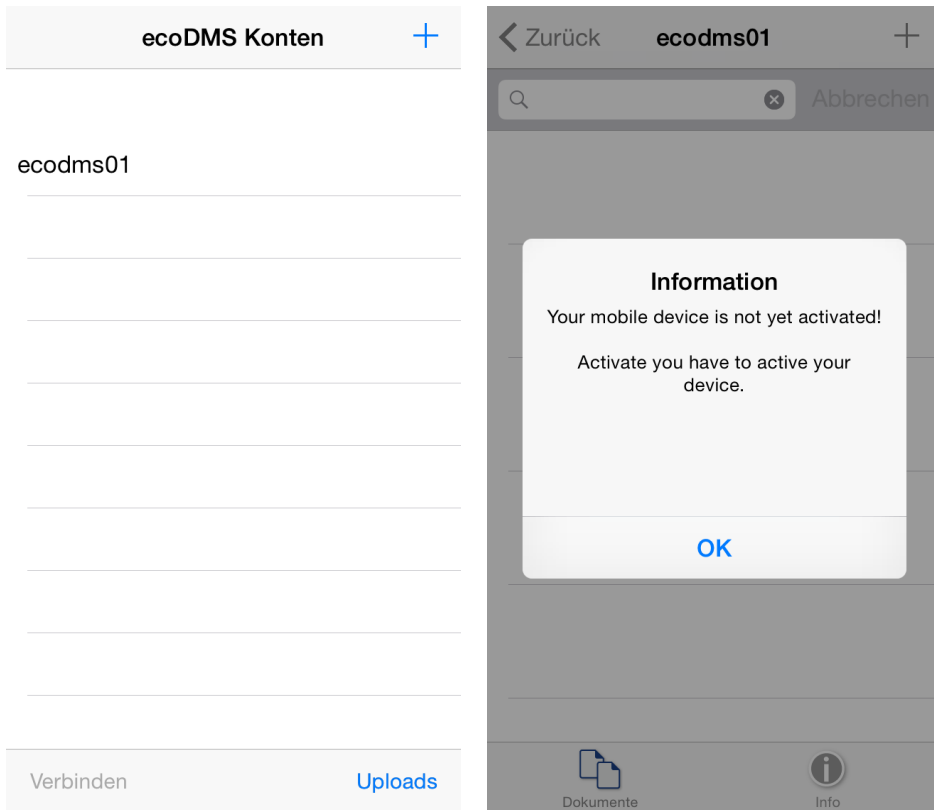 ecoDMS Konten
ecodms01
Verbinden
Uploads
Zurück
ecodms01
Abbrechen
Information
Your mobile device is not yet activated!
Activate you have to active your
device.
OK
Dokumente
Info